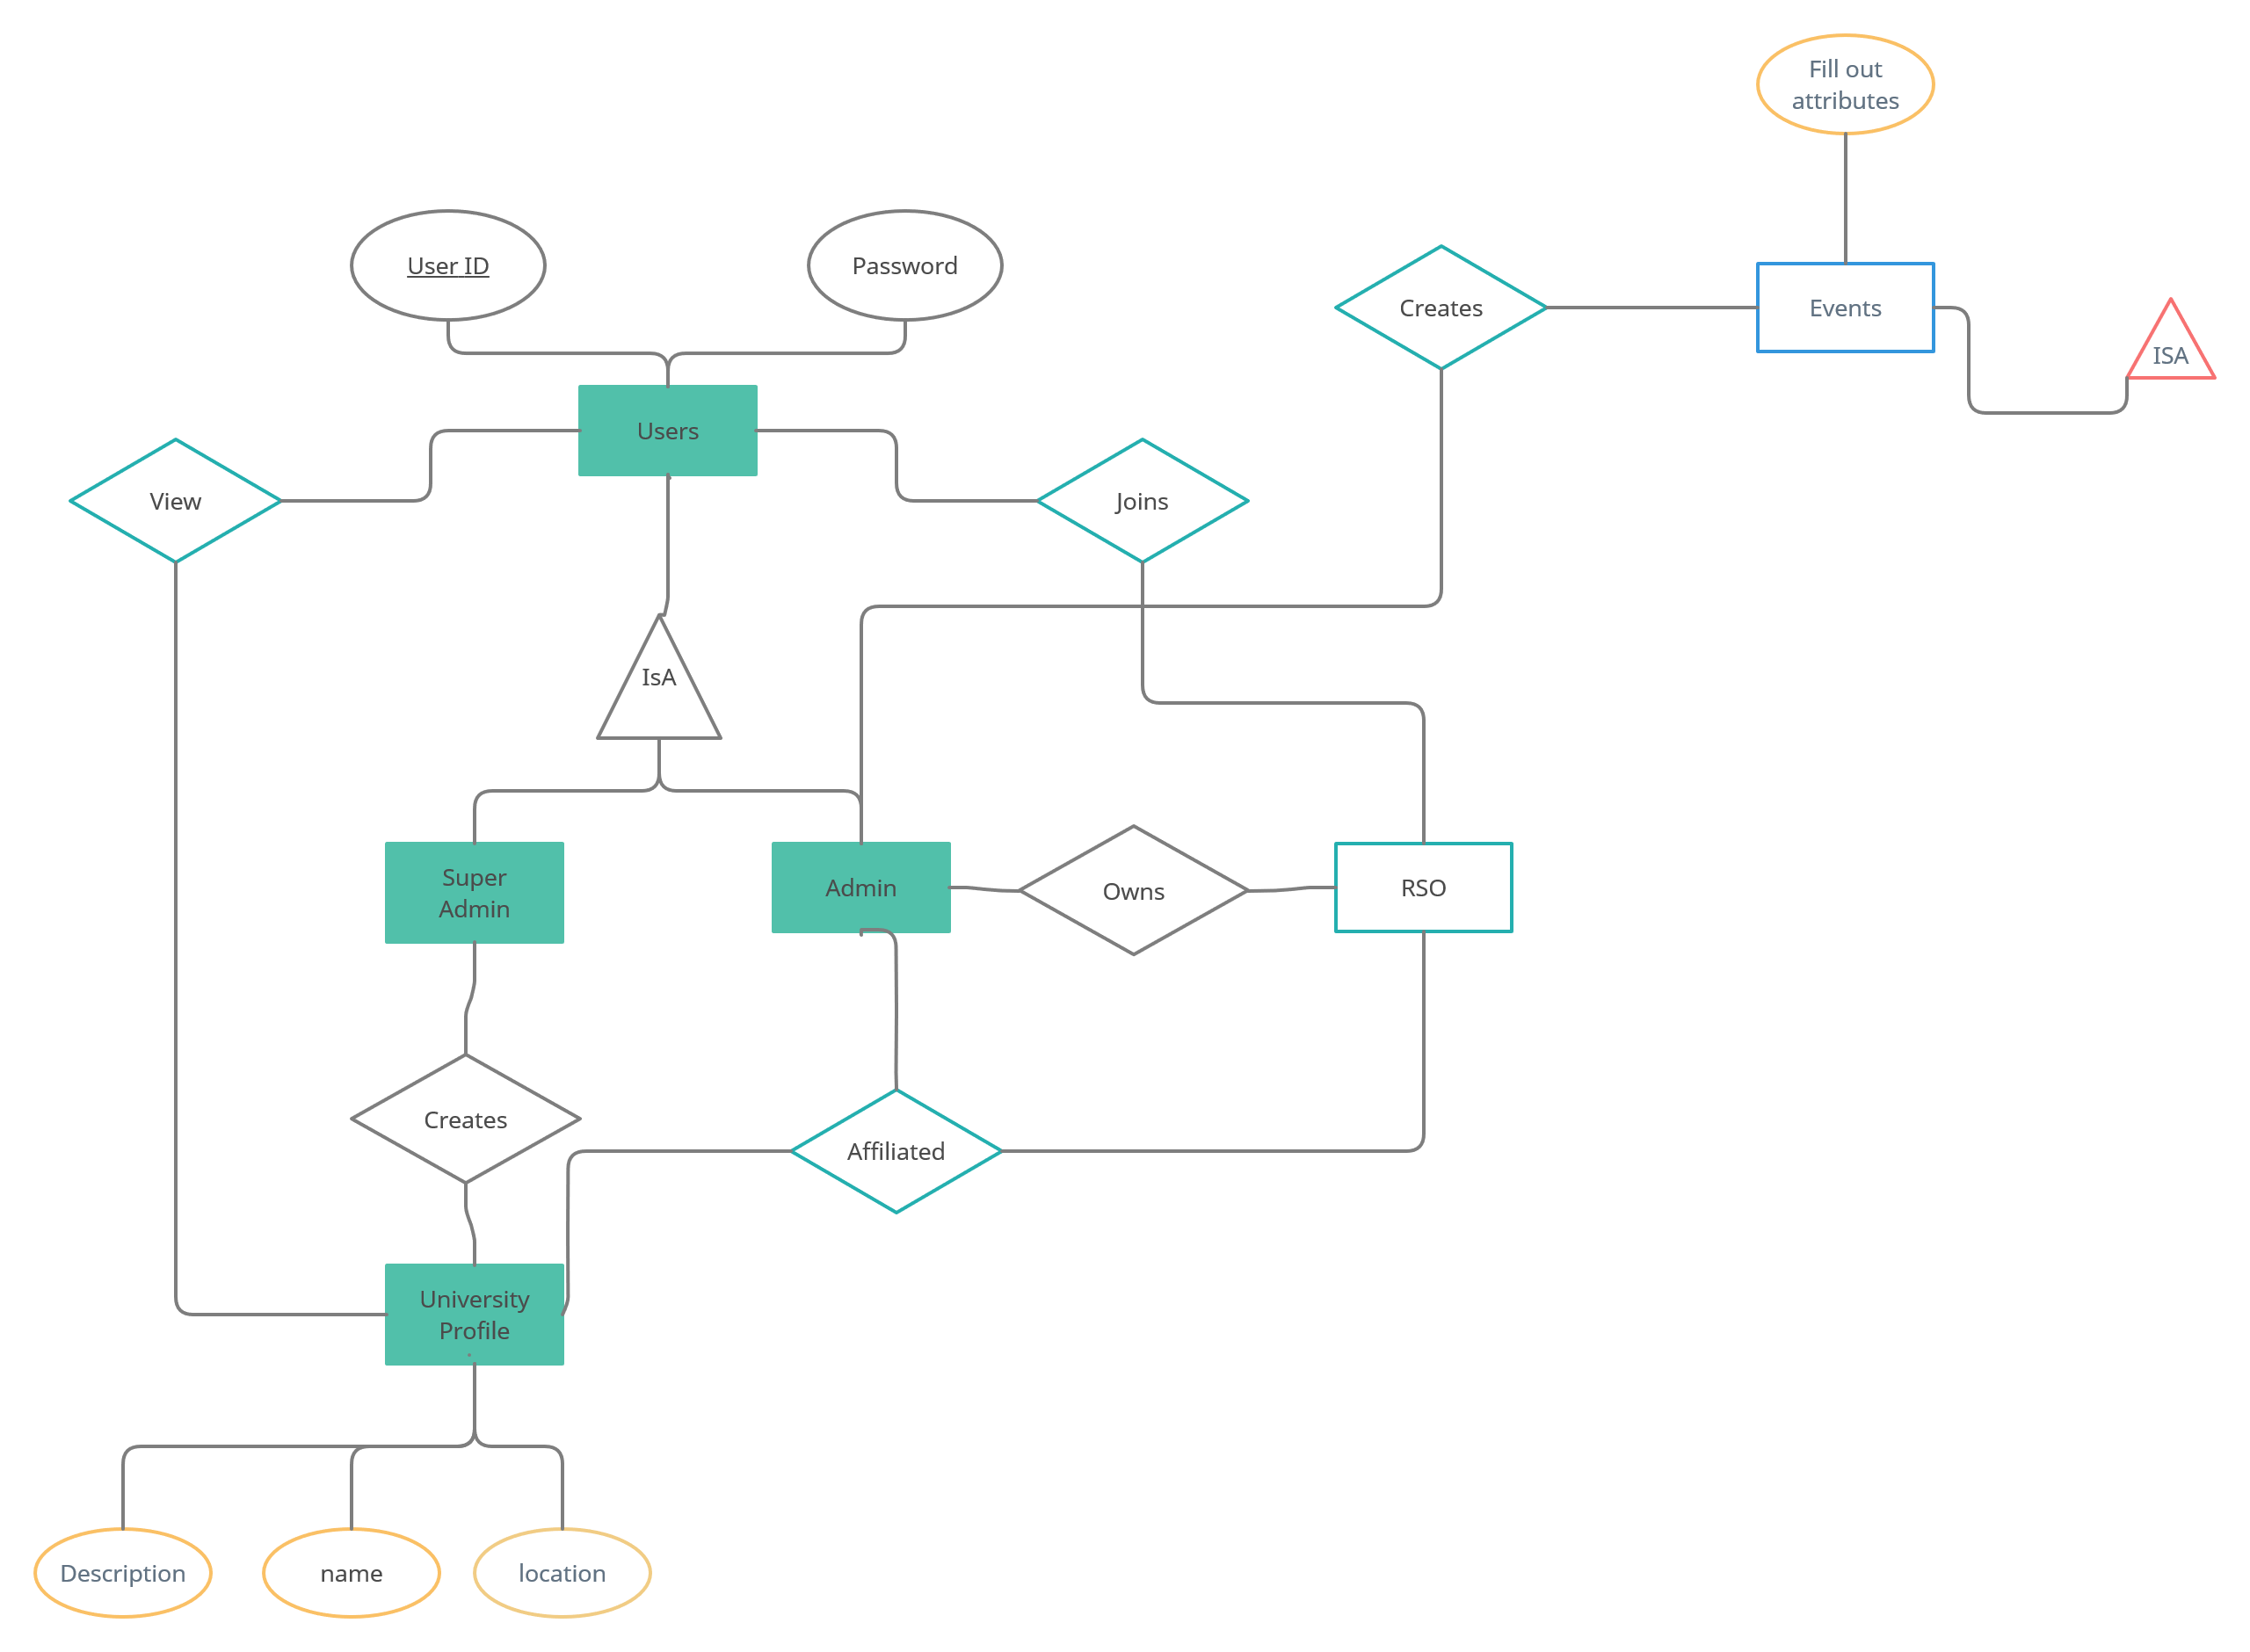 Fill out
attributes
User ID
Password
Creates
Events
ISA
Users
View
Joins
IsA
Super
Admin
Admin
Owns
RSO
Creates
Affiliated
University
Profile
Description
name
location